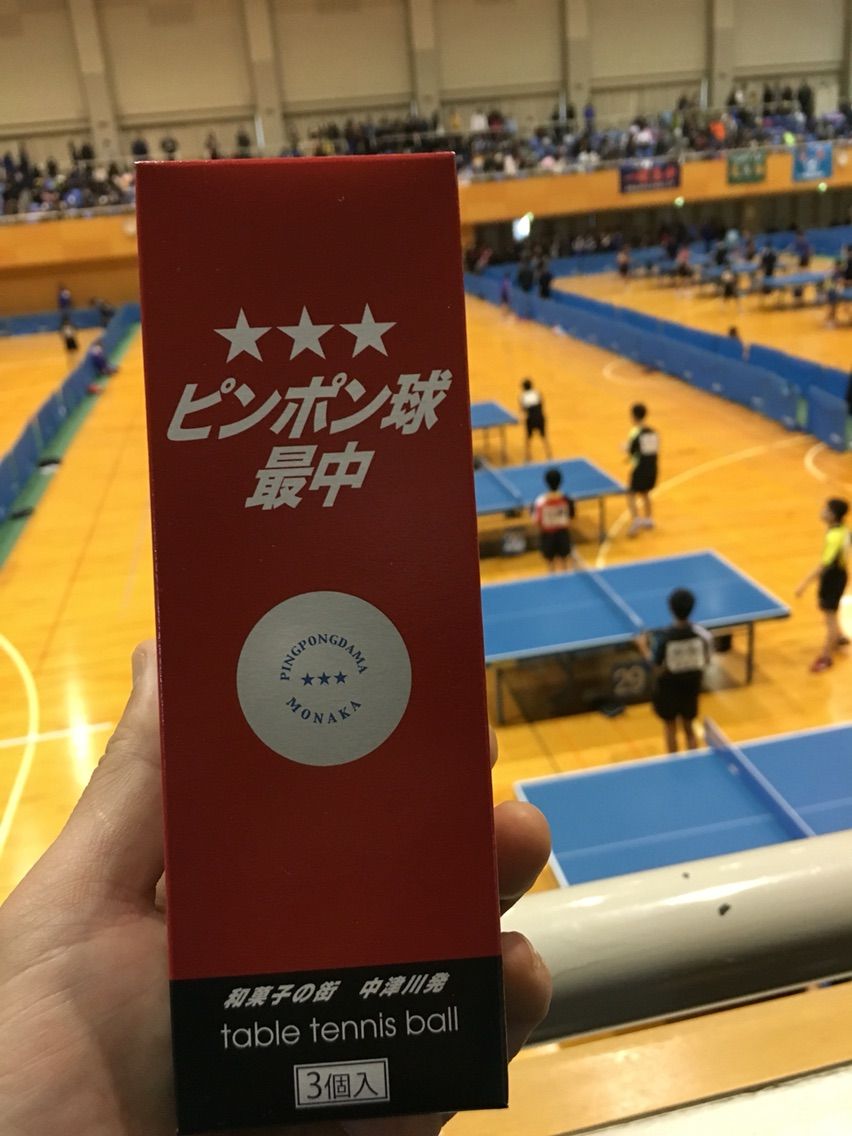 ★★★
ピンポン球
最中
PINGPONGDAMA
★★★
MONAKA
和菓子の街 中津川発
table tennis ball
3個入
29